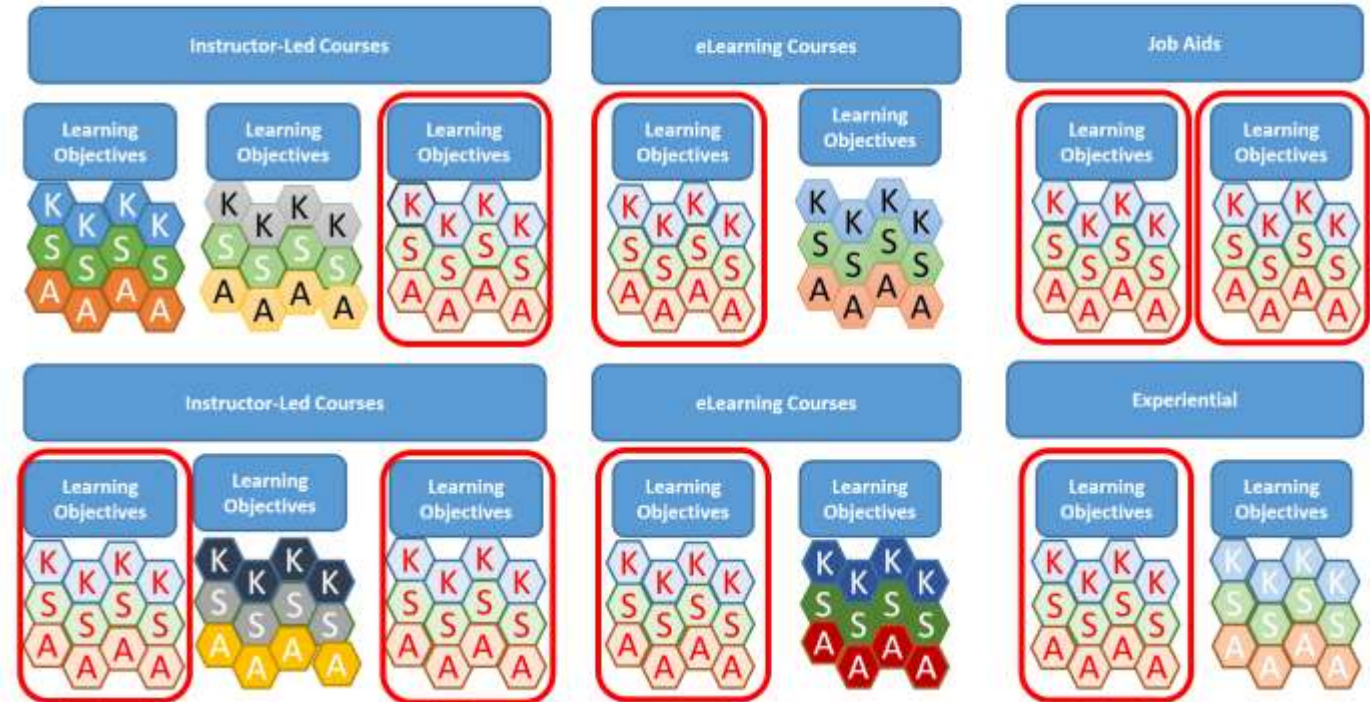 Instructor-Led Courses
eLearning Courses
Job Aids
Learning
Objectives
Learning
Objectives
Learning
Objectives
Learning
Objectives
Learning
Objectives
Learning
Objectives
Learning
Objectives
K K K K
S S S S
A A A A
K K K K
S S S S
A A A A
K K K K
S S S S
A A A A
K K K K
S S S S
A A A A
K K K K
S S S S
A A A A
K K K K
S S S S
A A A A
K K K K
S S S S
A A A A
Instructor-Led Courses
eLearning Courses
Experiential
Learning
Objectives
Learning
Objectives
Learning
Objectives
Learning
Objectives
Learning
Objectives
Learning
Objectives
Learning
Objectives
K K K K
S S S S
A A A A
K K K K
S S S S
A A A A
K K K K
S S S S
A A A A
K K K K
S S S S
A A A A
K K K K
S S S S
A A A A
K K K K
S S S S
A A A A
K K K K
S S S S
A A A A